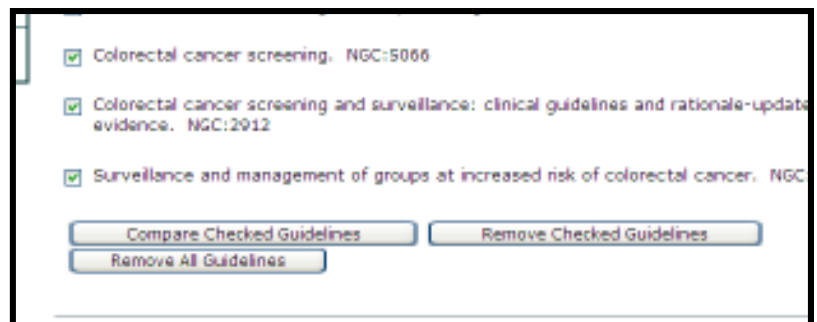 Colorectal cancer screening. NGC:5066
Colorectal cancer screening and surveillance: clinical guidelines and rationale-update
evidence. NGC:2912
Surveillance and management of groups at increased risk of colorectal cancer. NGC:
Compare Checked Guidelines Remove Checked Guidelines
Remove All Guidelines